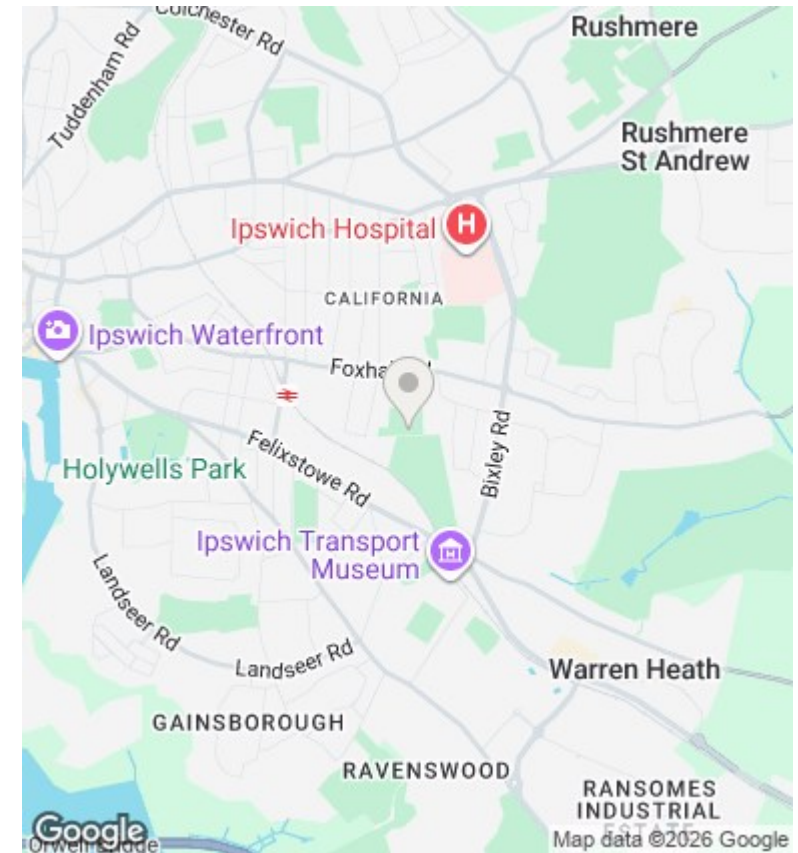 Colchester Rd
Rushmere
Tuddenham Rd
Rushmere
St Andrew
Ipswich Hospital
H
CALIFORNIA
Ipswich Waterfront
Bixley Rd
Felixstowe Rd
Holywells Park
Ipswich Transport
Museum
Landseer Rd
Landseer Rd
Warren Heath
GAINSBOROUGH
RAVENSWOOD
RANSOMES
INDUSTRIAL
ESTATE
Google
Map data ©2026 Google